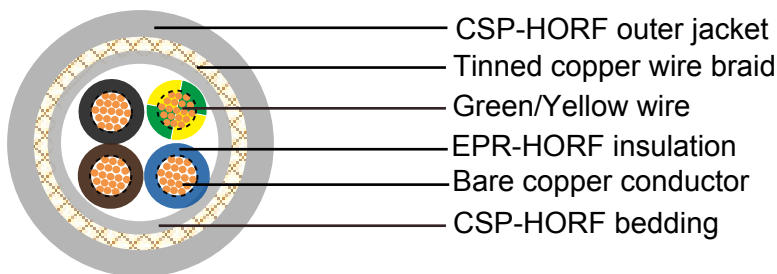 CSP-HORF outer jacket
Tinned copper wire braid
Green/Yellow wire
EPR-HORF insulation
Bare copper conductor
CSP-HORF bedding